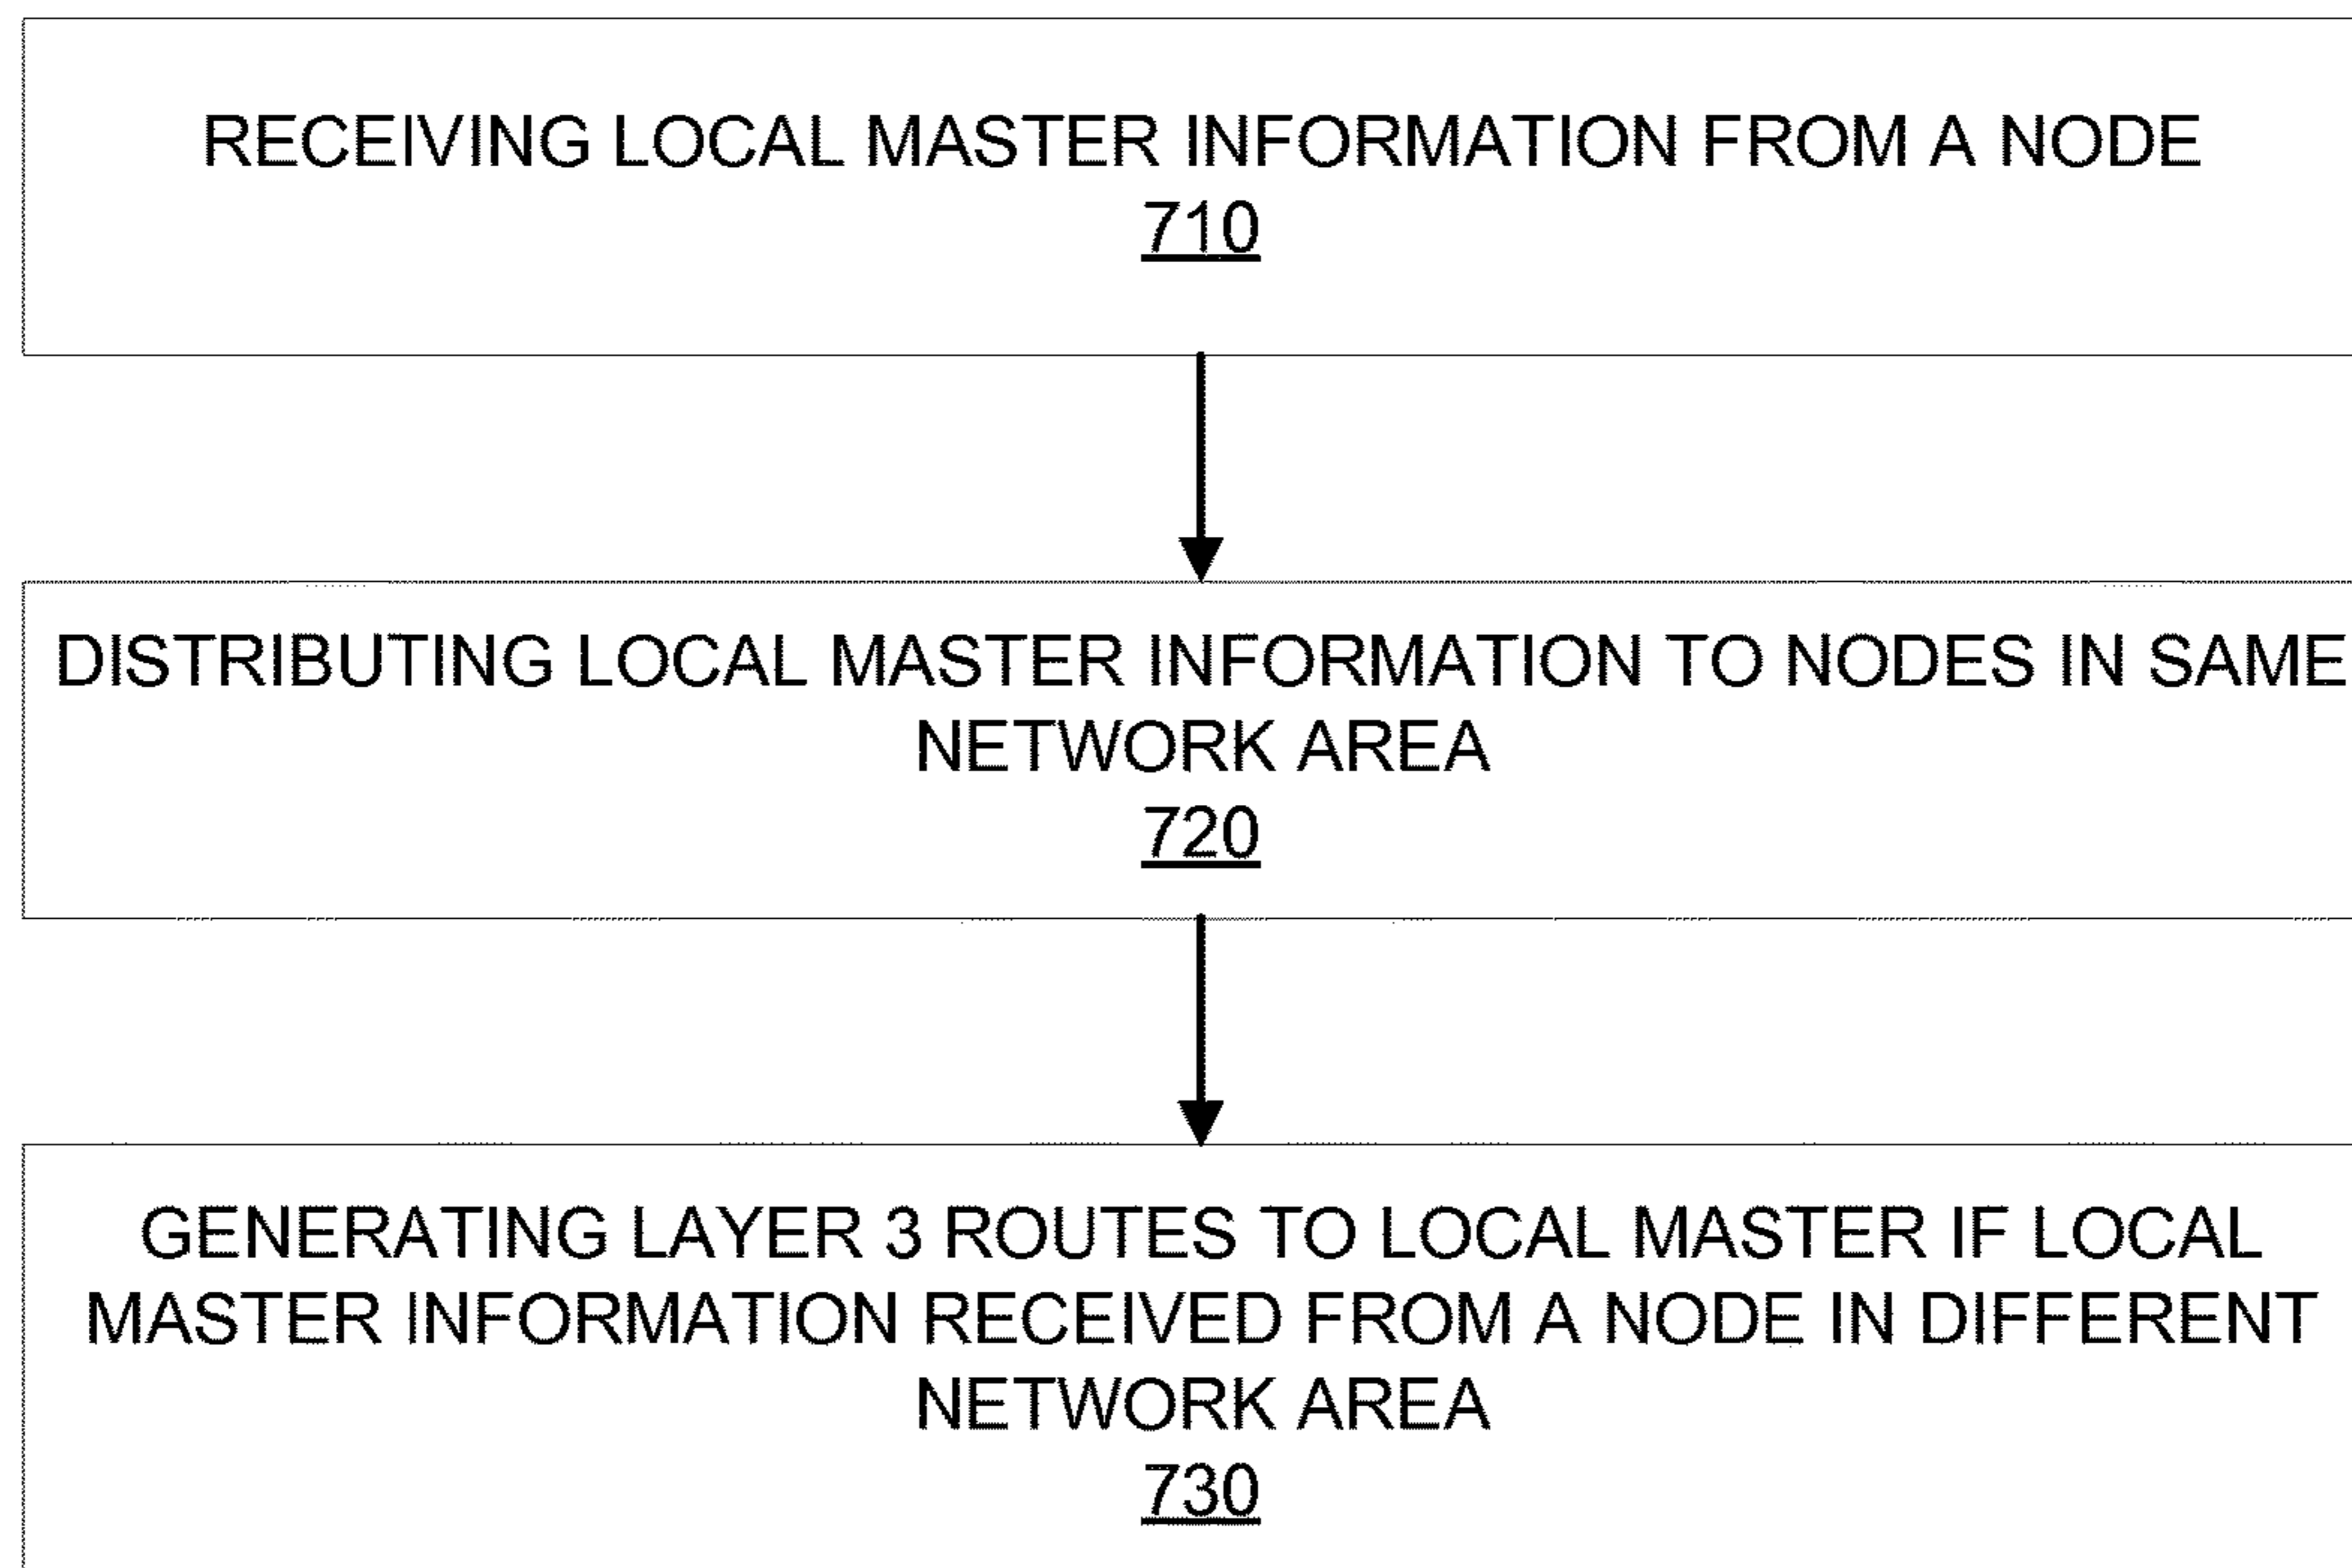 RECEIVING LOCAL MASTER INFORMATION FROM A NODE
710
DISTRIBUTING LOCAL MASTER INFORMATION TO NODES IN SAME
NETWORK AREA
720
GENERATING LAYER 3 ROUTES TO LOCAL MASTER IF LOCAL
MASTER INFORMATION RECEIVED FROM A NODE IN DIFFERENT
NETWORK AREA
730